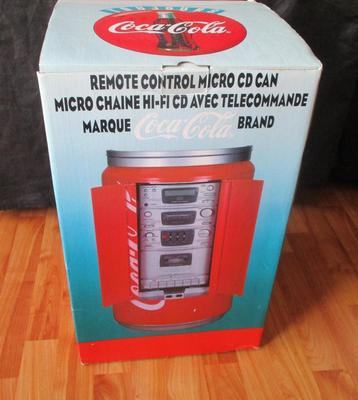 Coca-Cola
REMOTE CONTROL MICRO CD CAN
MICRO CHAINE HI-FI CD AVEC TELECOMMANDE
MARQUE Coca-Cola BRAND